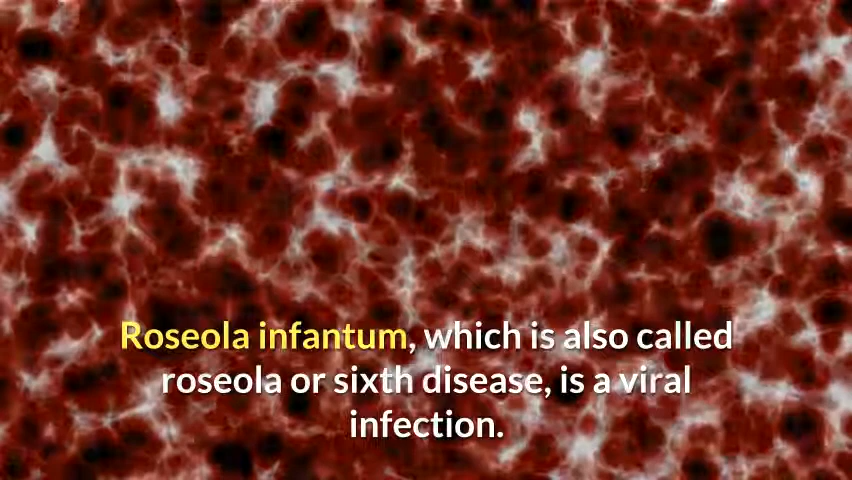 Roseola infantum, which is also called
roseola or sixth disease, is a viral
infection.